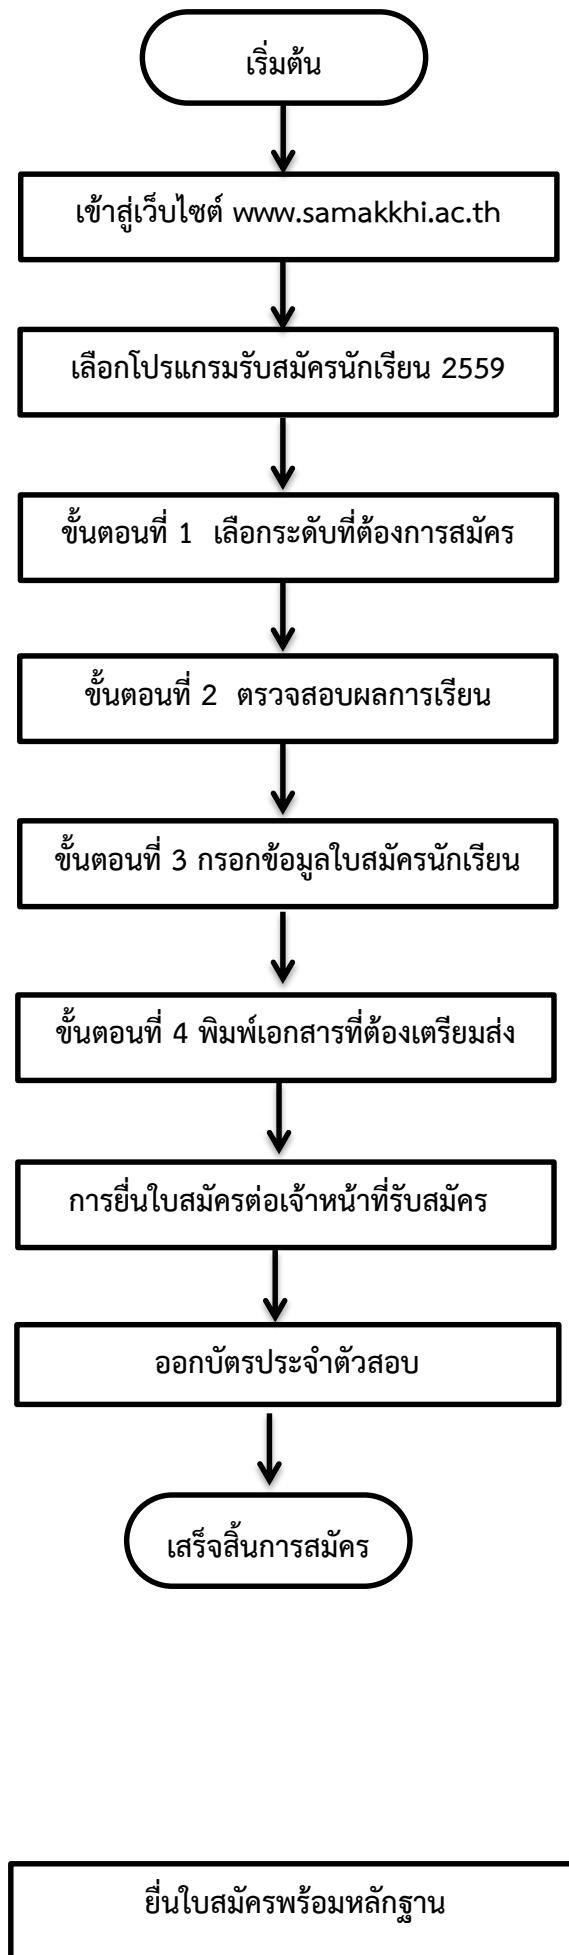 เริ่มต้น
เข้าสู่เว็บไซต์ www.samakkhi.ac.th
เลือกโปรแกรมรับสมัครนักเรียน 2559
ขั้นตอนที่ 1 เลือกระดับที่ต้องการสมัคร
ขั้นตอนที่ 2 ตรวจสอบผลการเรียน
ขั้นตอนที่ 3 กรอกข้อมูลใบสมัครนักเรียน
ขั้นตอนที่ 4 พิมพ์เอกสารที่ต้องเตรียมส่ง
การยื่นใบสมัครต่อเจ้าหน้าที่รับสมัคร
ออกบัตรประจำตัวสอบ
เสร็จสิ้นการสมัคร
ยื่นใบสมัครพร้อมหลักฐาน